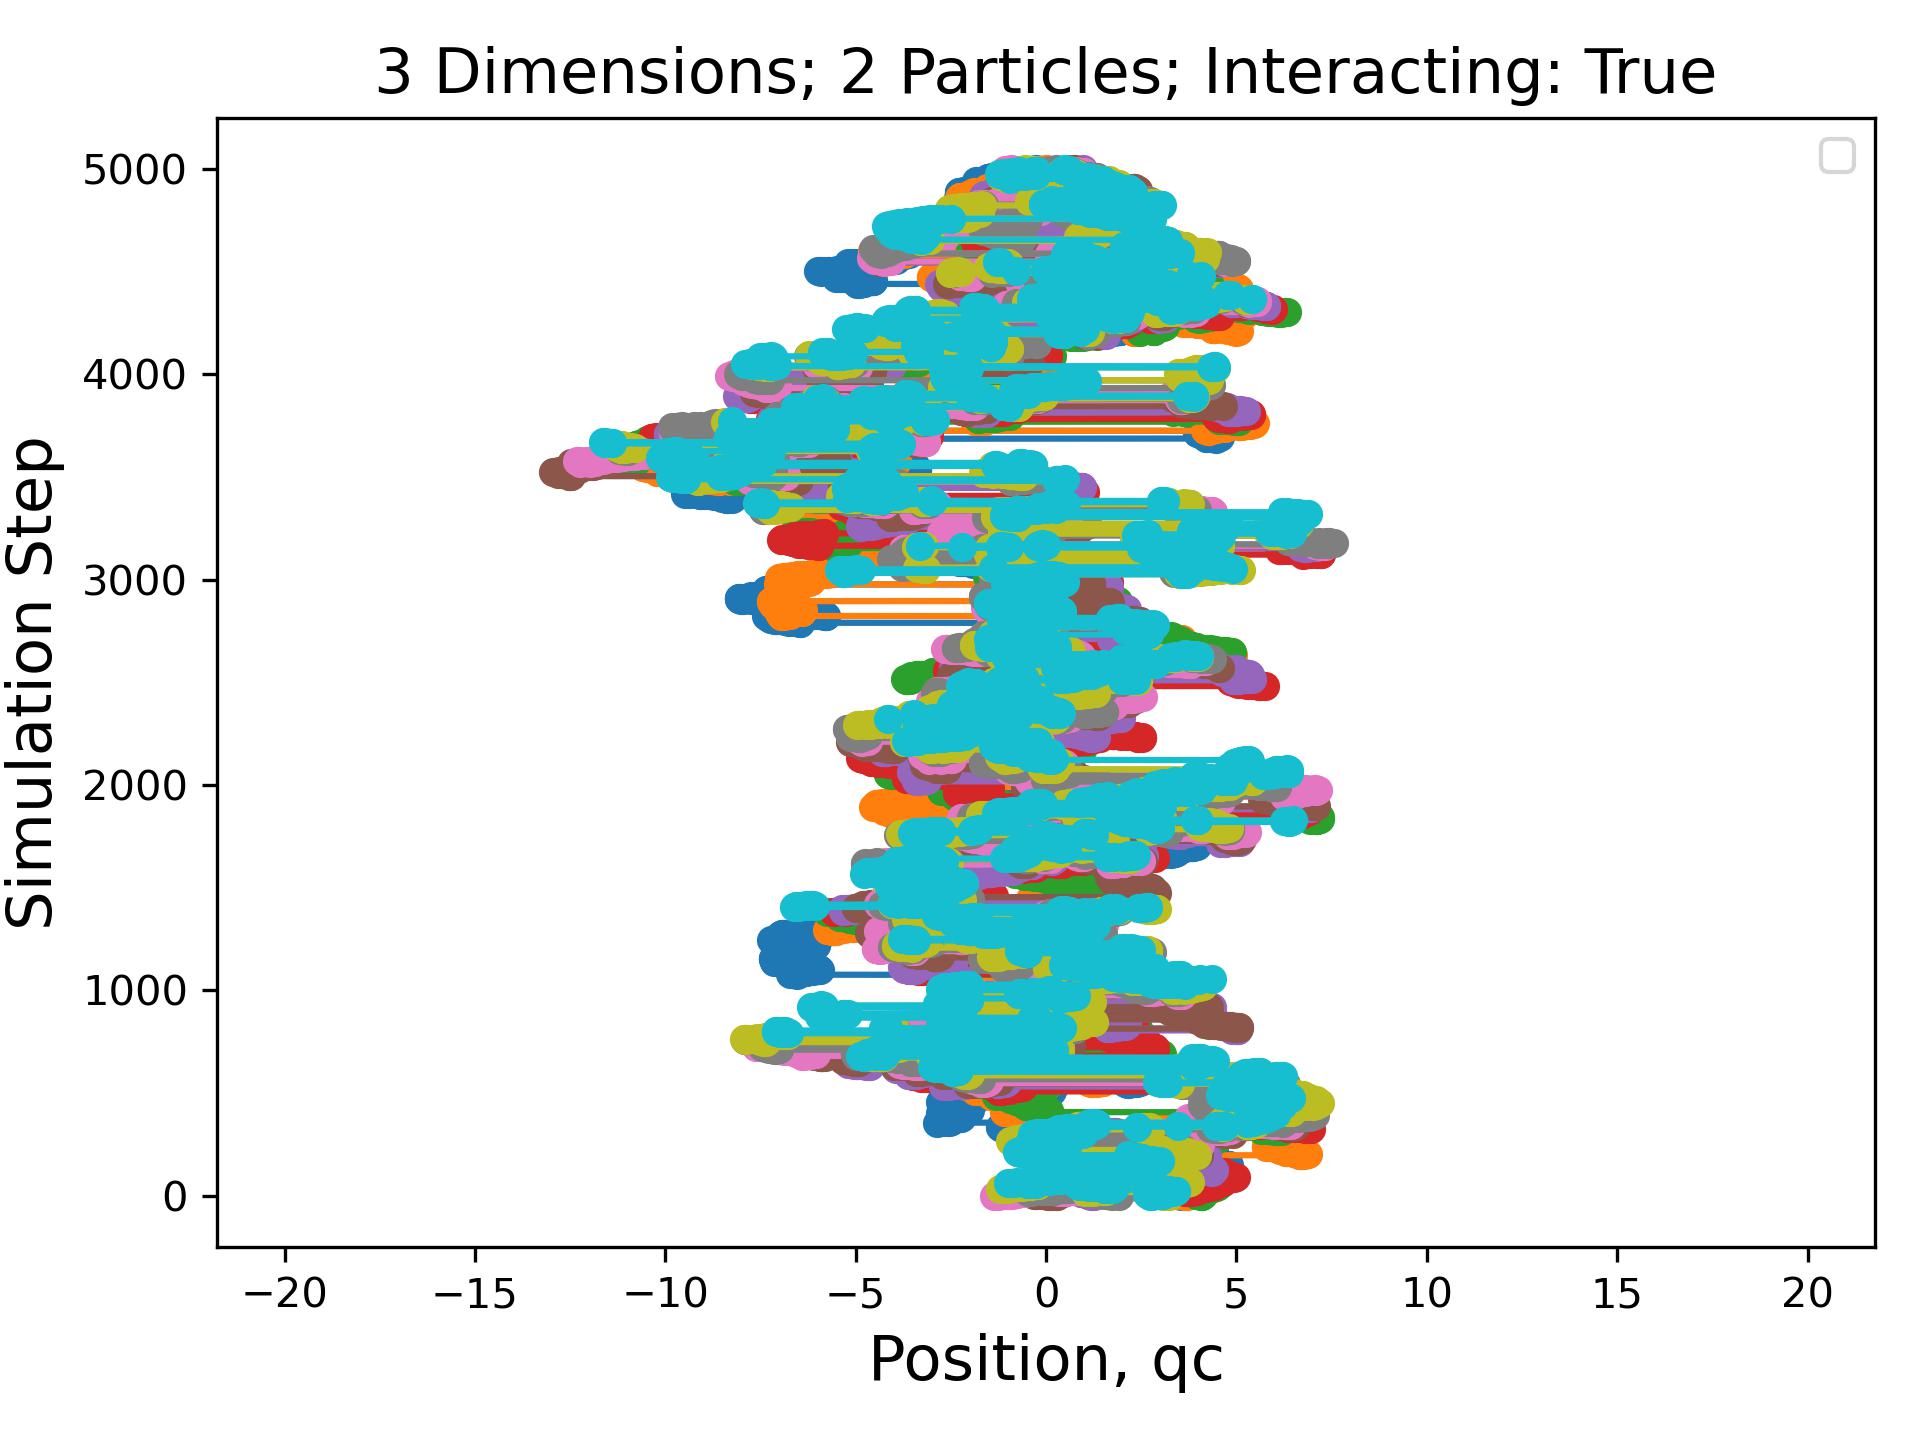 3 Dimensions; 2 Particles; Interacting: True
Simulation Step
5000
4000
3000
2000
1000
0
−20 −15 −10 −5 0 5 10 15 20
Position, qc